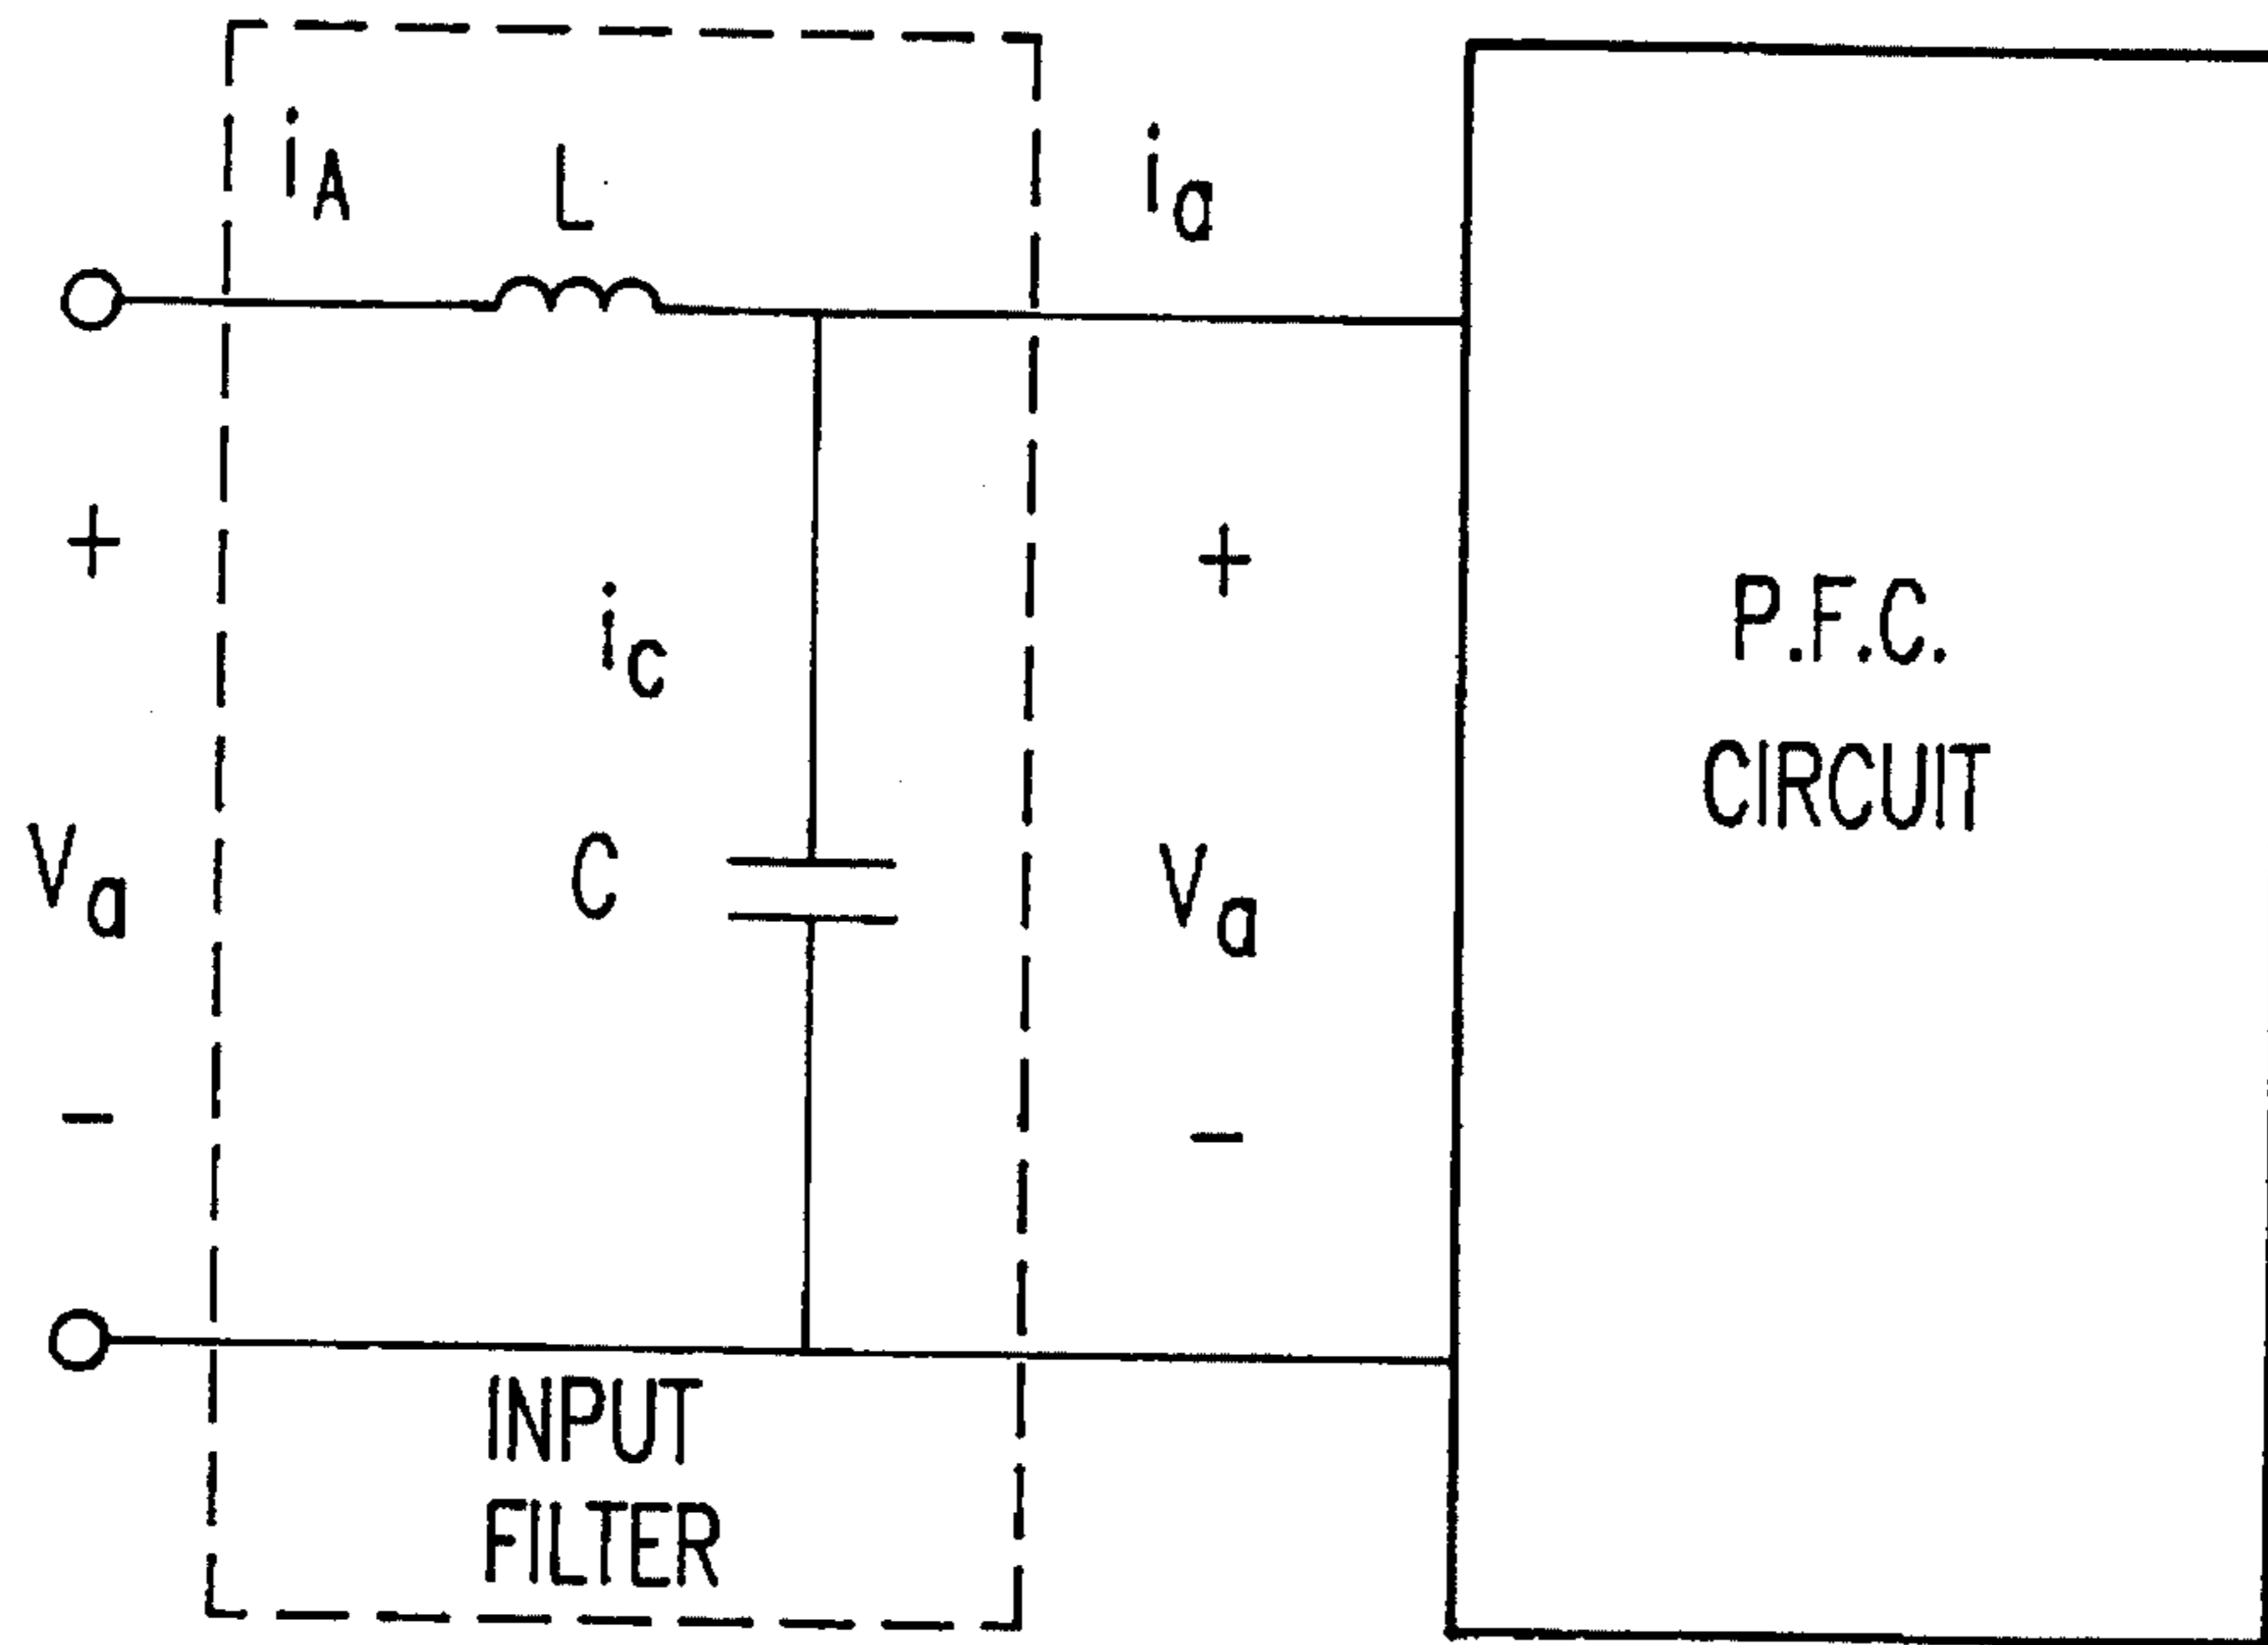 iA
L
ia
+
+
iC
P.F.C.
CIRCUIT
Va
C
Va
−
−
INPUT
FILTER